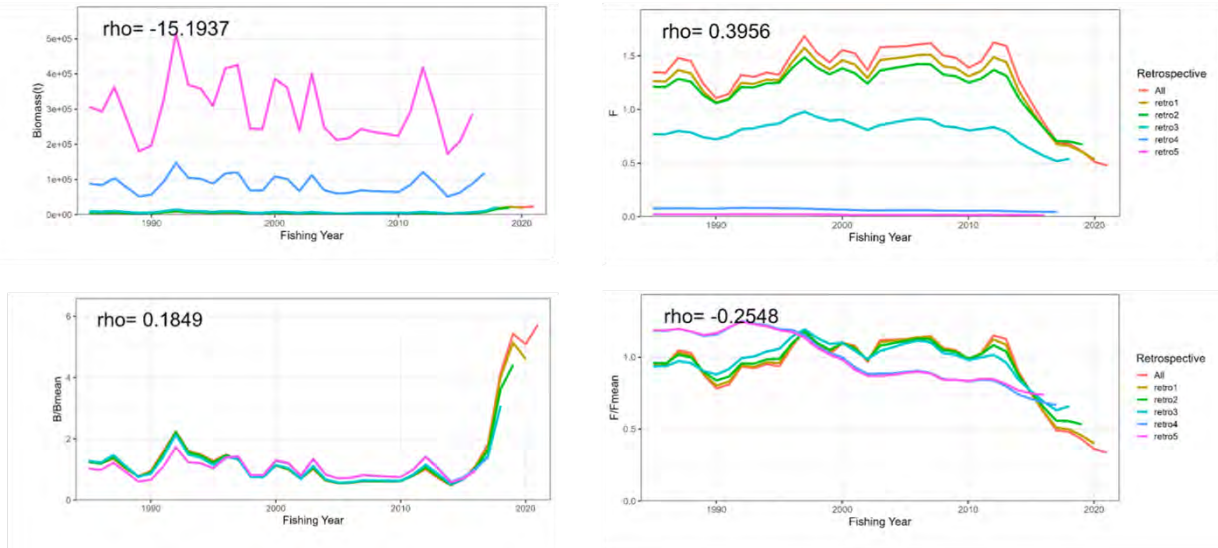 rho= -15.1937
Biomass(t)
5e+05
4e+05
3e+05
2e+05
1e+05
0e+00
1990
2000
2010
2020
Fishing Year
rho= 0.3956
F
1.5
1.0
0.5
0.0
1990
2000
2010
2020
Fishing Year
Retrospective
All
retro1
retro2
retro3
retro4
retro5
rho= 0.1849
B/Bmean
6
4
2
0
1990
2000
2010
2020
Fishing Year
rho= -0.2548
F/Fmean
1.0
0.5
0.0
1990
2000
2010
2020
Fishing Year
Retrospective
All
retro1
retro2
retro3
retro4
retro5